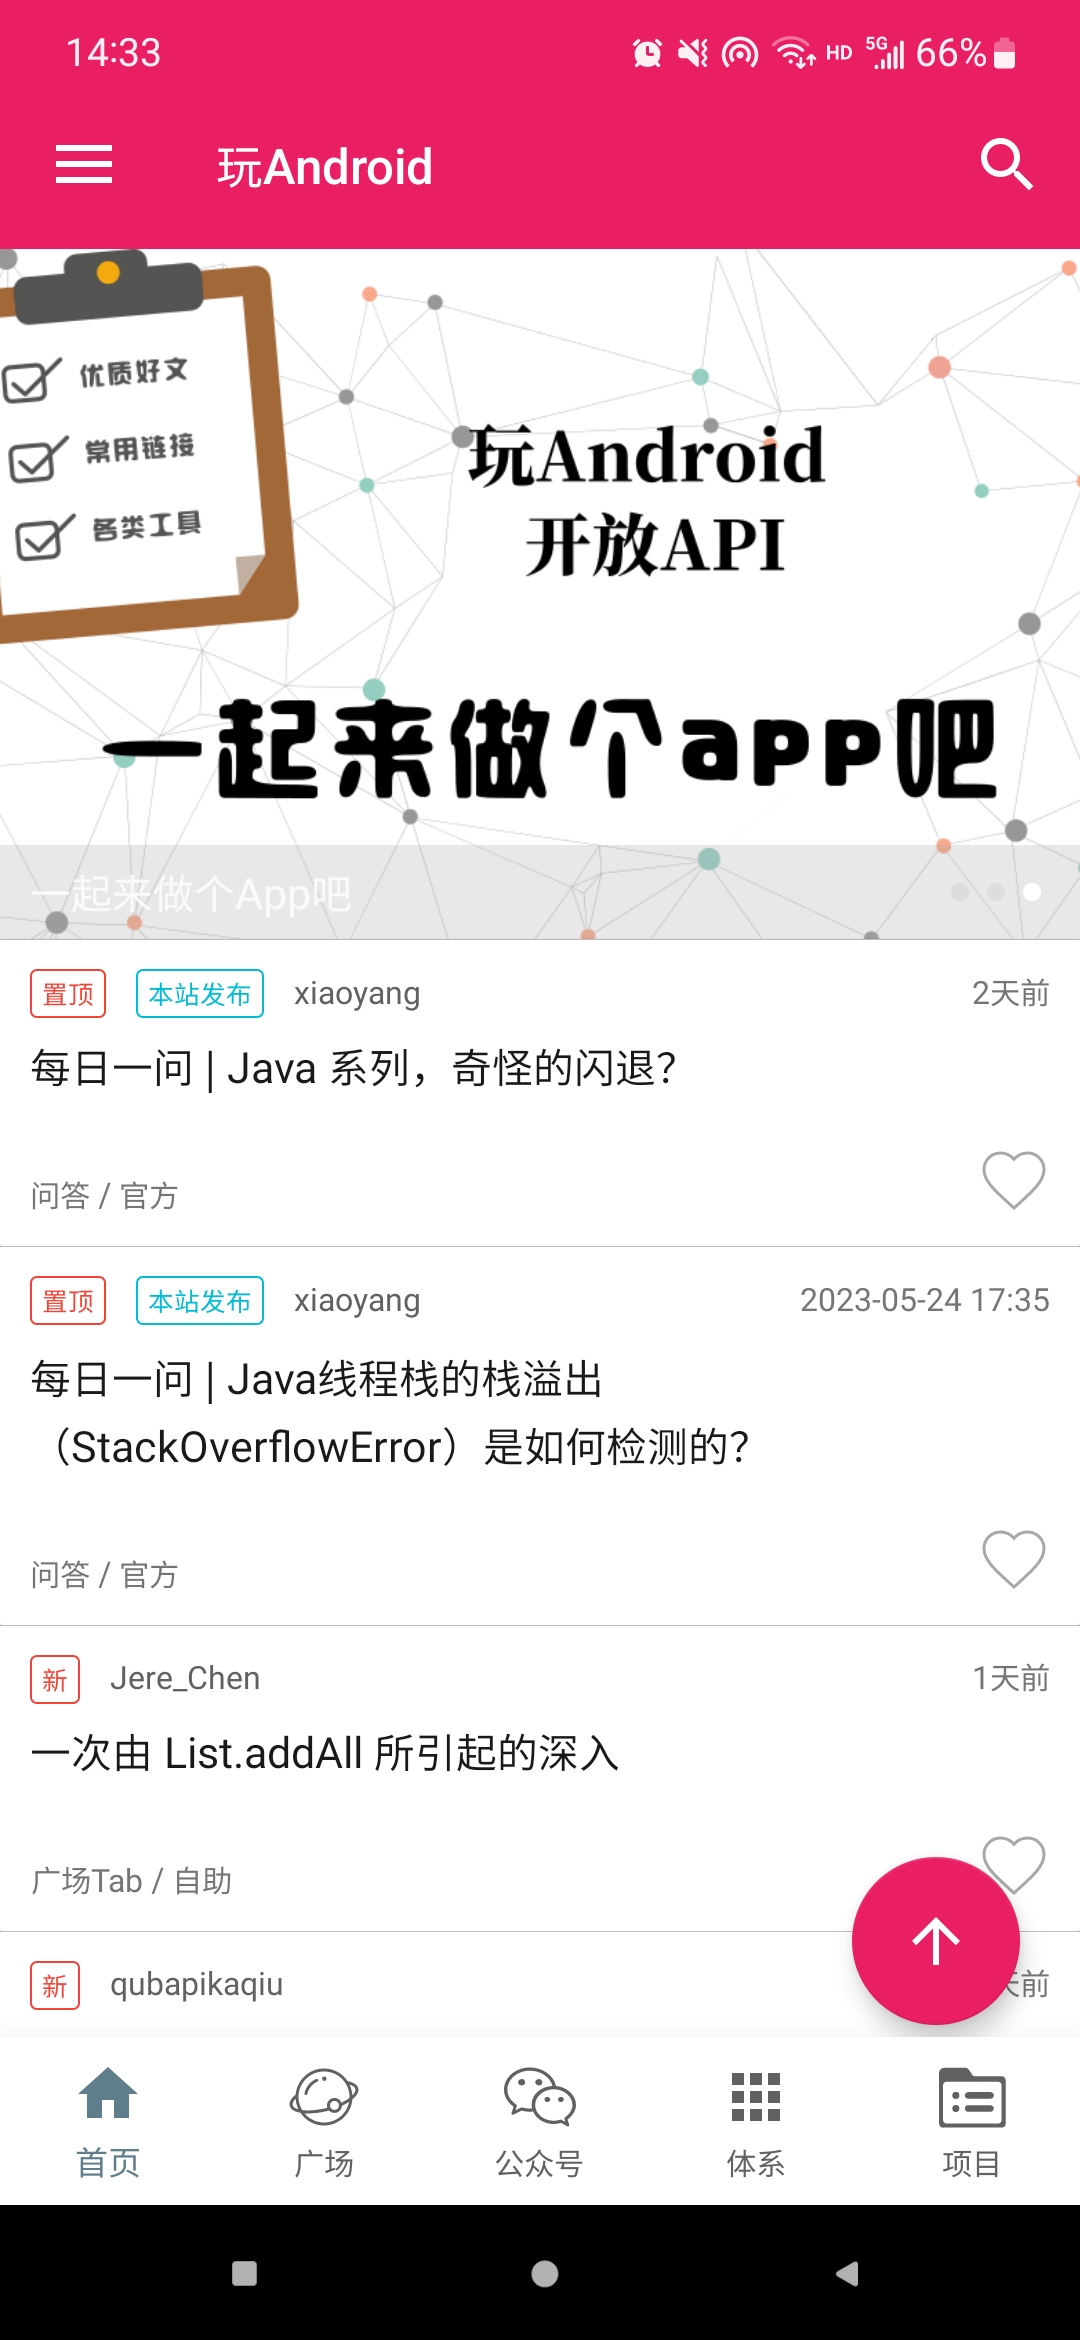 14:33
HD 5G 66%
玩Android
优质好文
常用链接
各类工具
玩Android
开放API
一起来做个app吧
一起来做个App吧
置顶 本站发布 xiaoyang 2天前
每日一问 | Java 系列，奇怪的闪退？
问答 / 官方
置顶 本站发布 xiaoyang 2023-05-24 17:35
每日一问 | Java线程栈的栈溢出
（StackOverflowError）是如何检测的？
问答 / 官方
新 Jere_Chen 1天前
一次由 List.addAll 所引起的深入
广场Tab / 自助
新 qubapikaqiu 天前
首页 广场 公众号 体系 项目